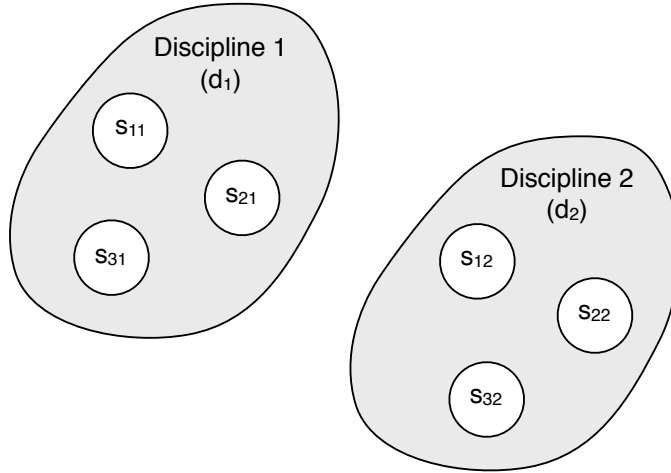 Discipline 1
(d₁)
s₁₁
s₂₁
s₃₁
Discipline 2
(d₂)
s₁₂
s₂₂
s₃₂